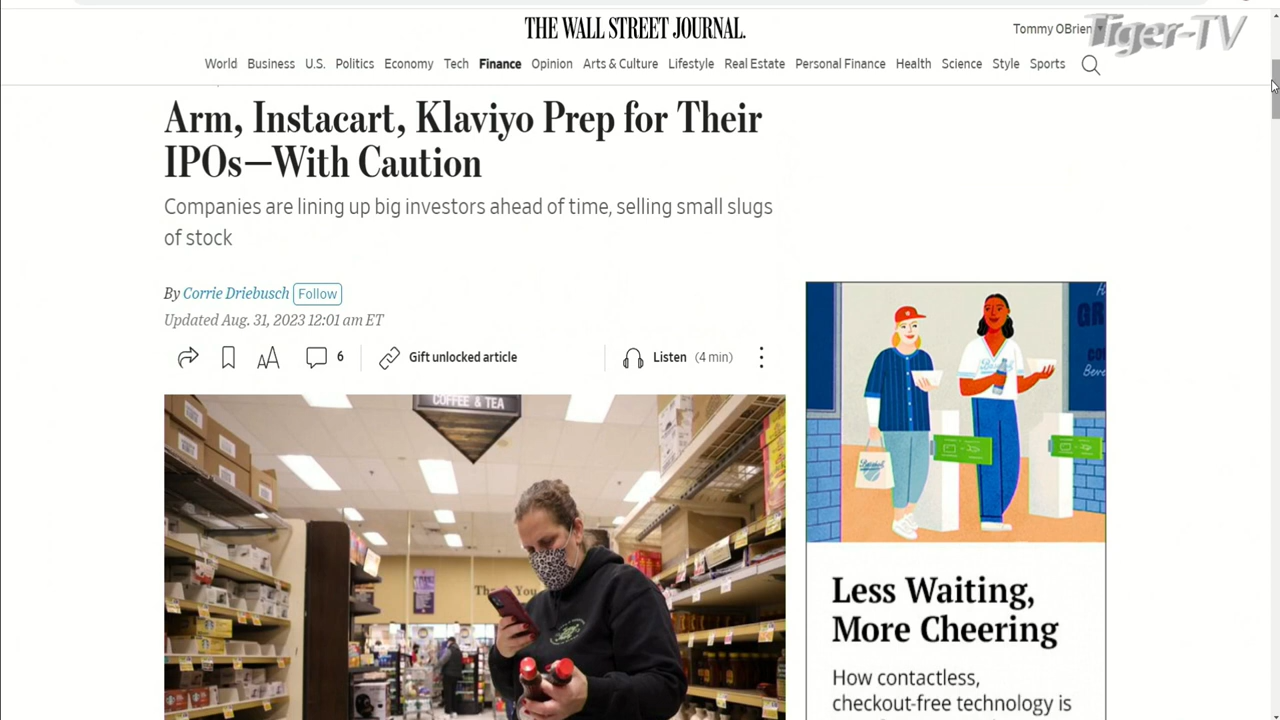 THE WALL STREET JOURNAL.
Tommy OBrien
Tiger-TV
World Business U.S. Politics Economy Tech Finance Opinion Arts & Culture Lifestyle Real Estate Personal Finance Health Science Style Sports
Arm, Instacart, Klaviyo Prep for Their
IPOs—With Caution
Companies are lining up big investors ahead of time, selling small slugs
of stock
By Corrie Driebusch Follow
Updated Aug. 31, 2023 12:01 am ET
6 Gift unlocked article Listen (4 min)
COFFEE & TEA
Less Waiting,
More Cheering
How contactless,
checkout-free technology is